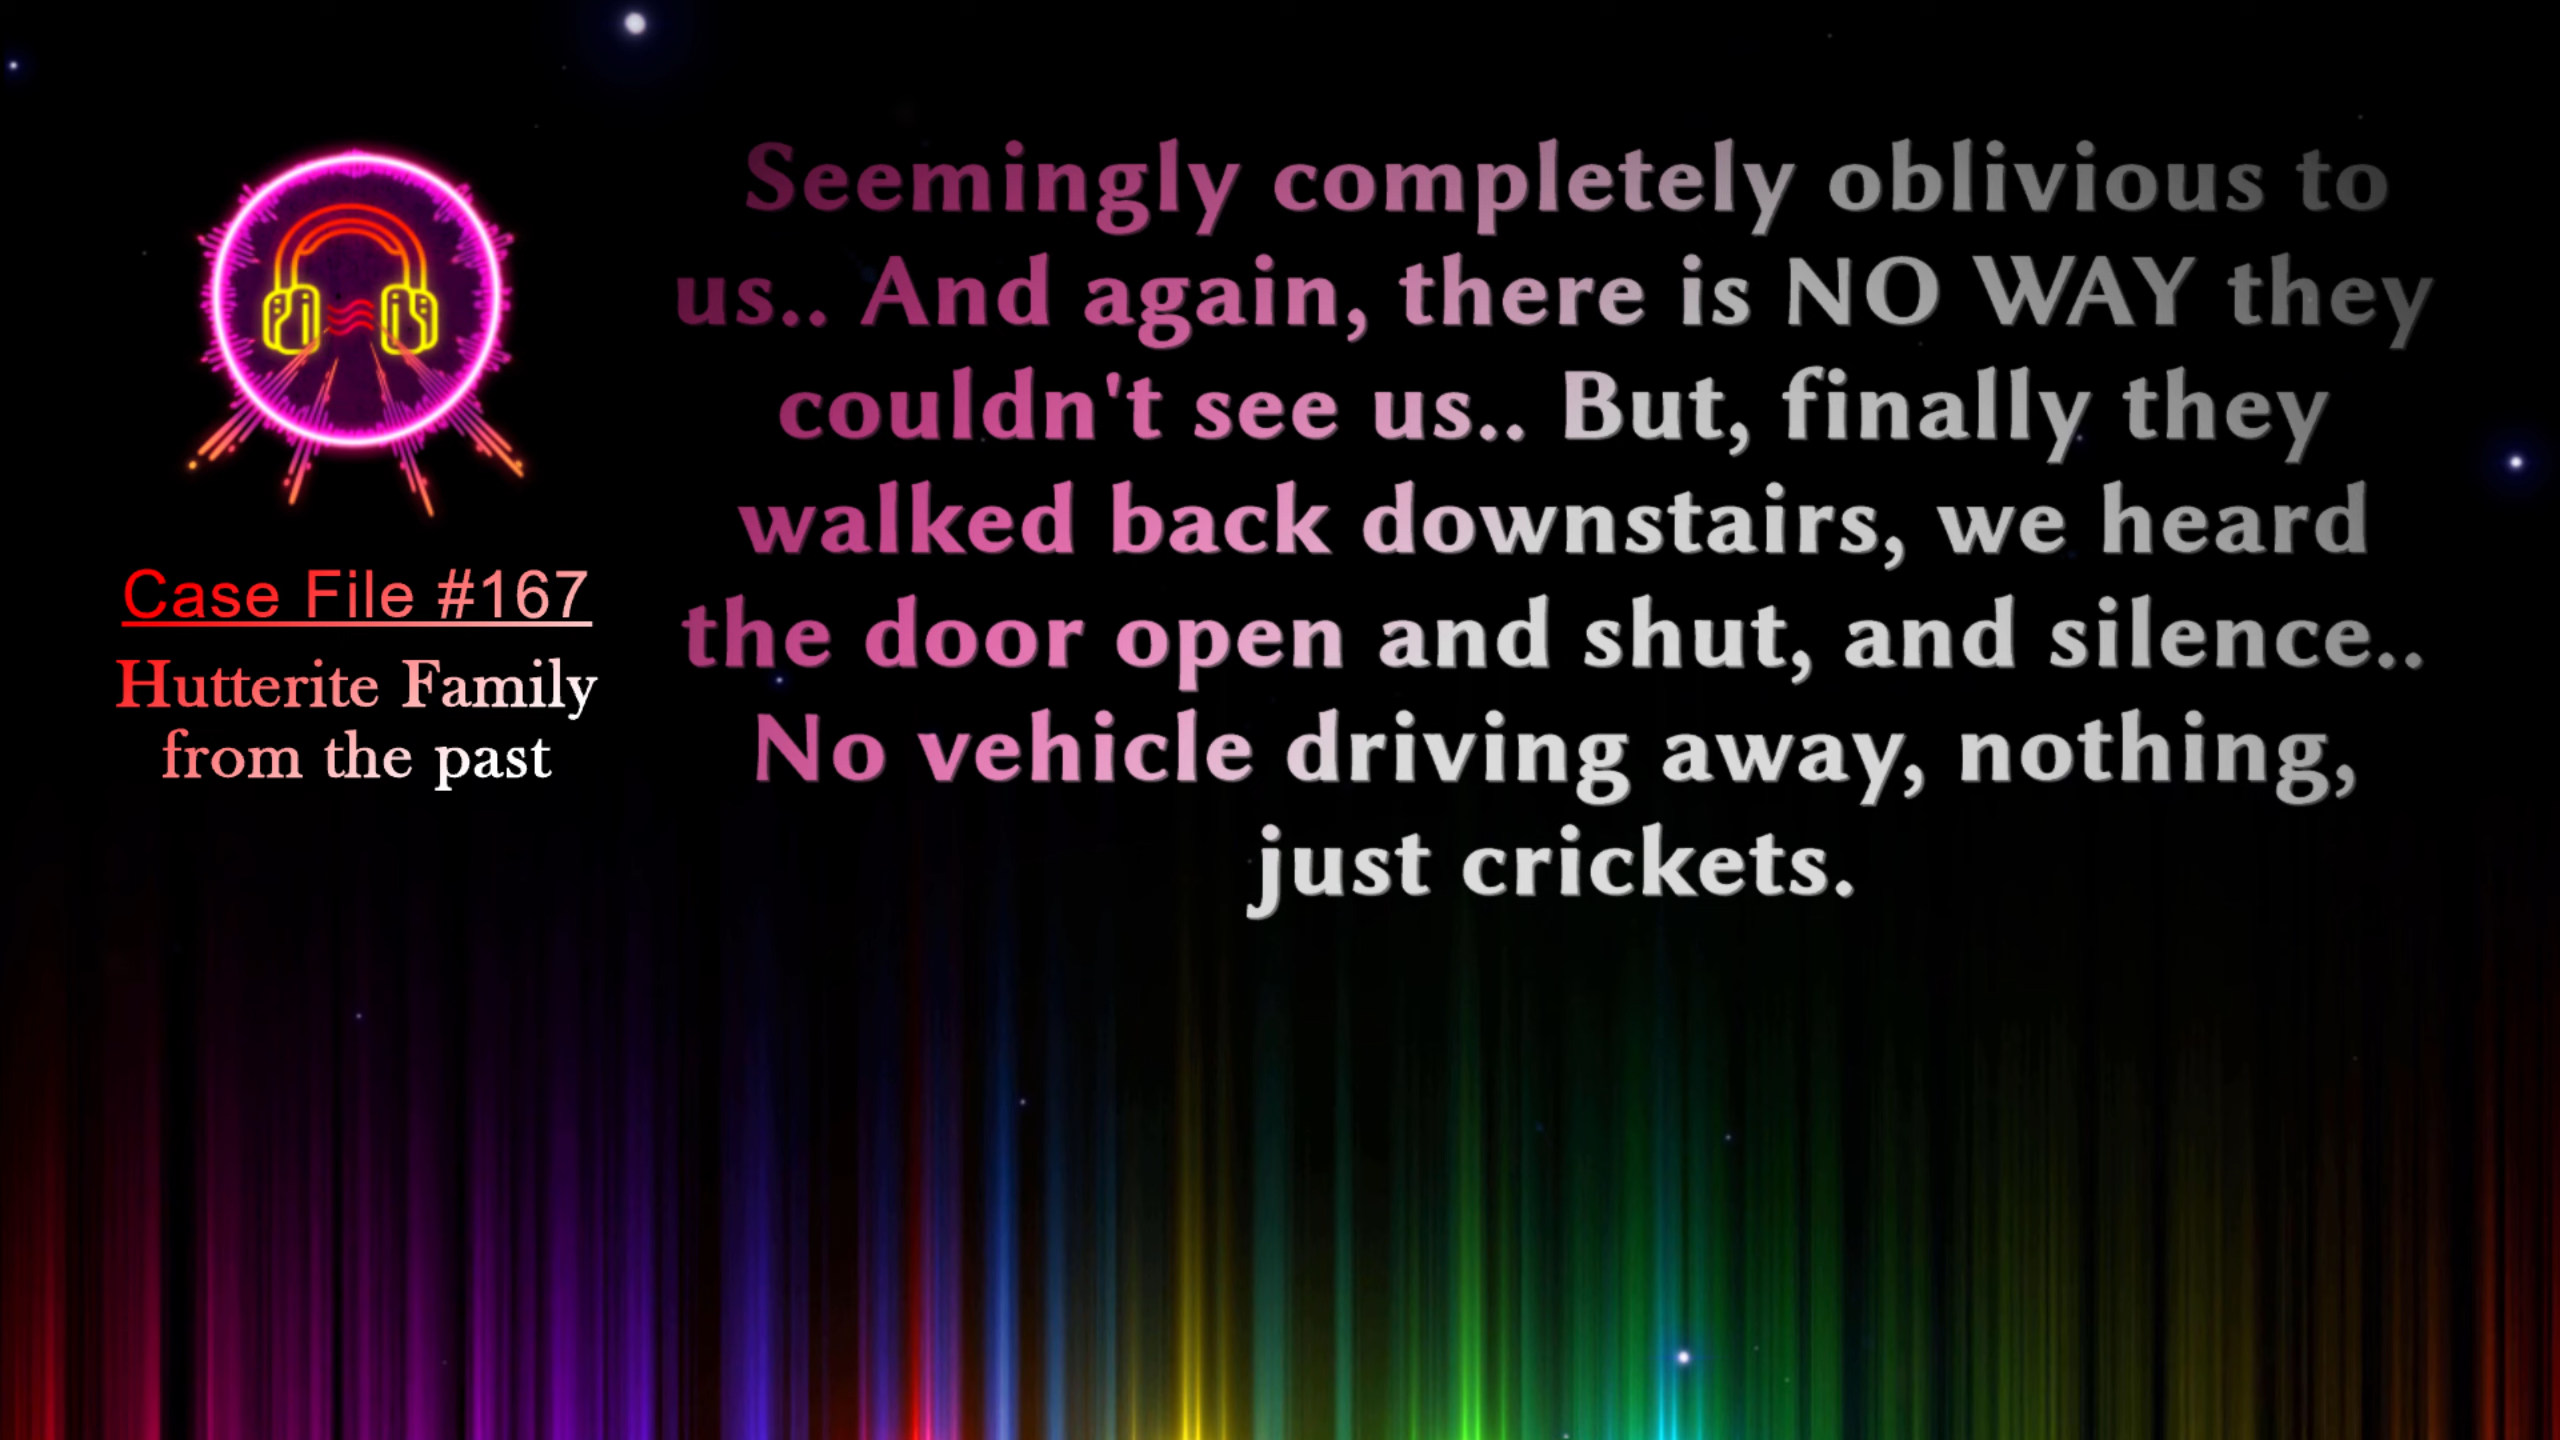 Case File #167
Hutterite Family
from the past
Seemingly completely oblivious to
us.. And again, there is NO WAY they
couldn't see us.. But, finally they
walked back downstairs, we heard
the door open and shut, and silence..
No vehicle driving away, nothing,
just crickets.